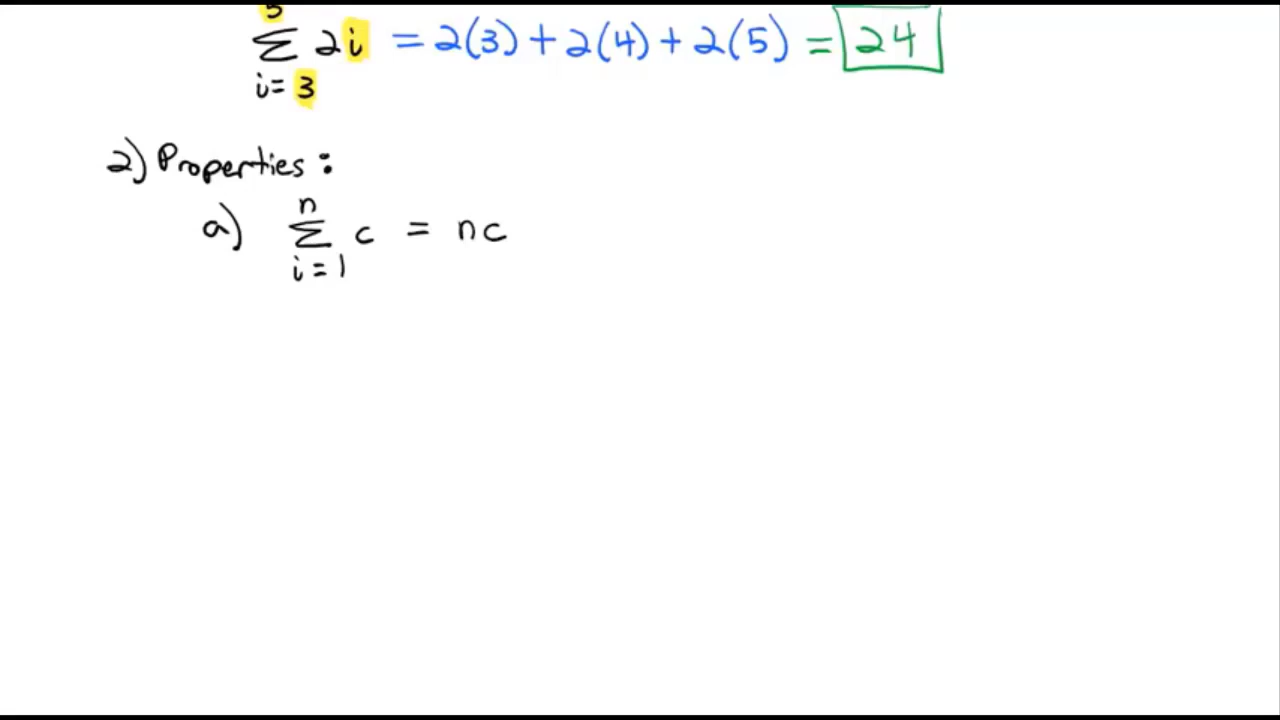 5
Σ 2i = 2(3) + 2(4) + 2(5) = 24
i = 3
2) Properties:
n
a) Σ c = nc
i = 1